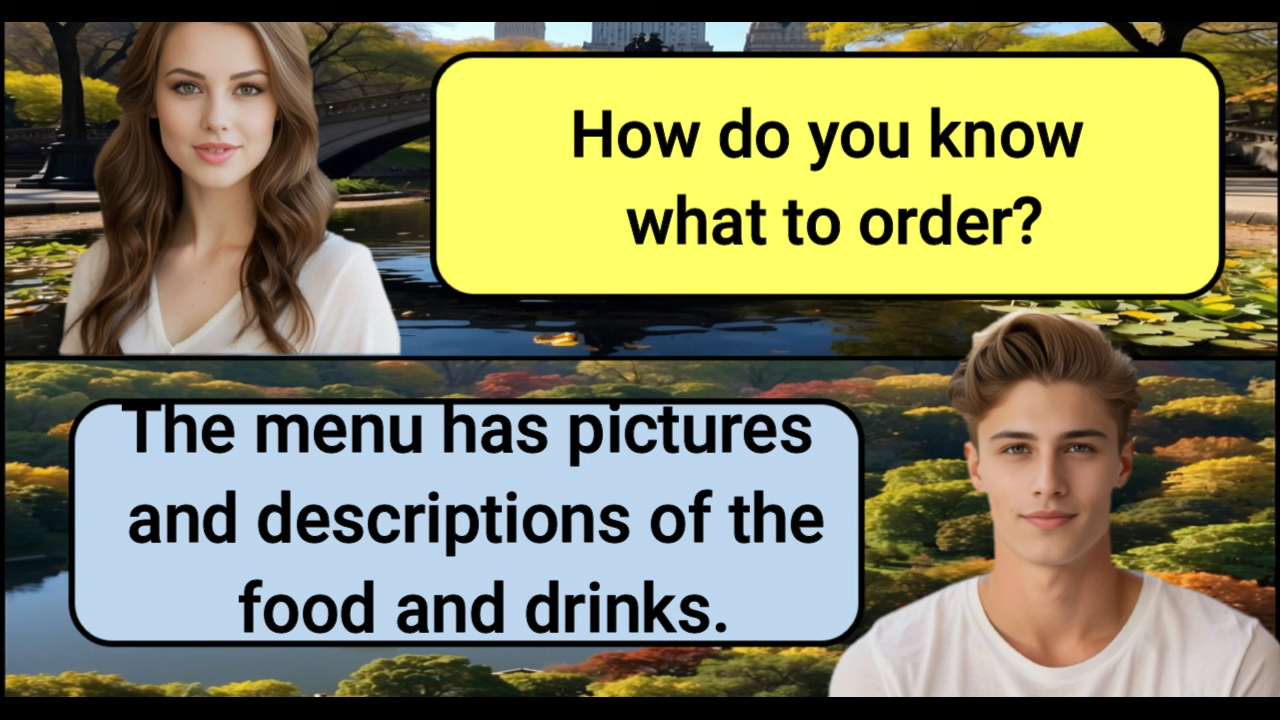 How do you know
what to order?
The menu has pictures
and descriptions of the
food and drinks.